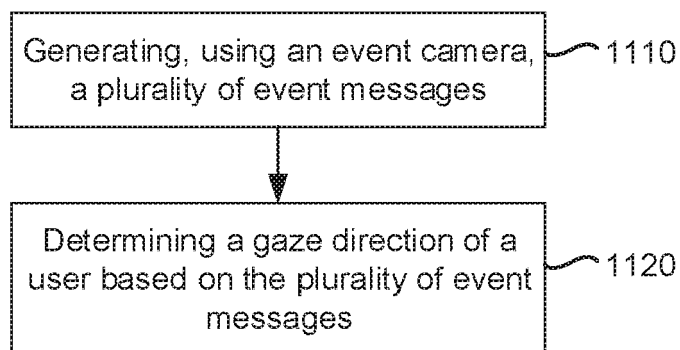 Generating, using an event camera,
a plurality of event messages
1110
Determining a gaze direction of a
user based on the plurality of event
messages
1120